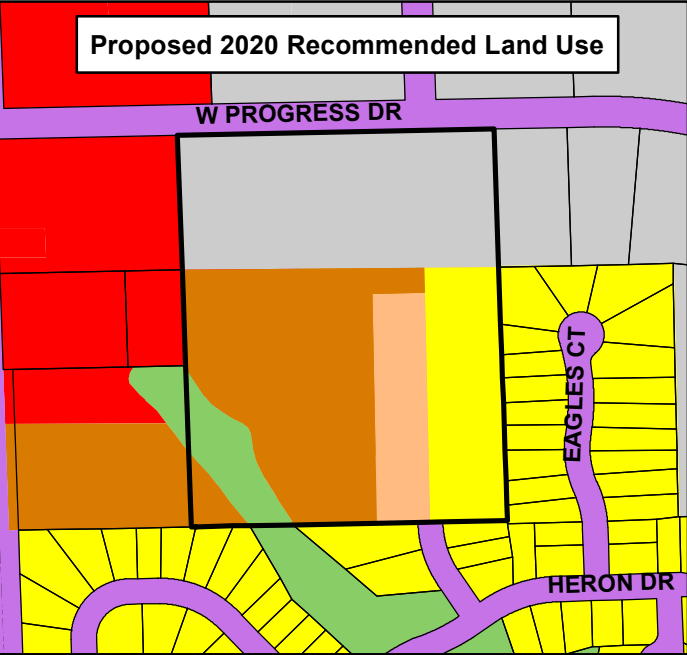 Proposed 2020 Recommended Land Use
W PROGRESS DR
EAGLES CT
HERON DR